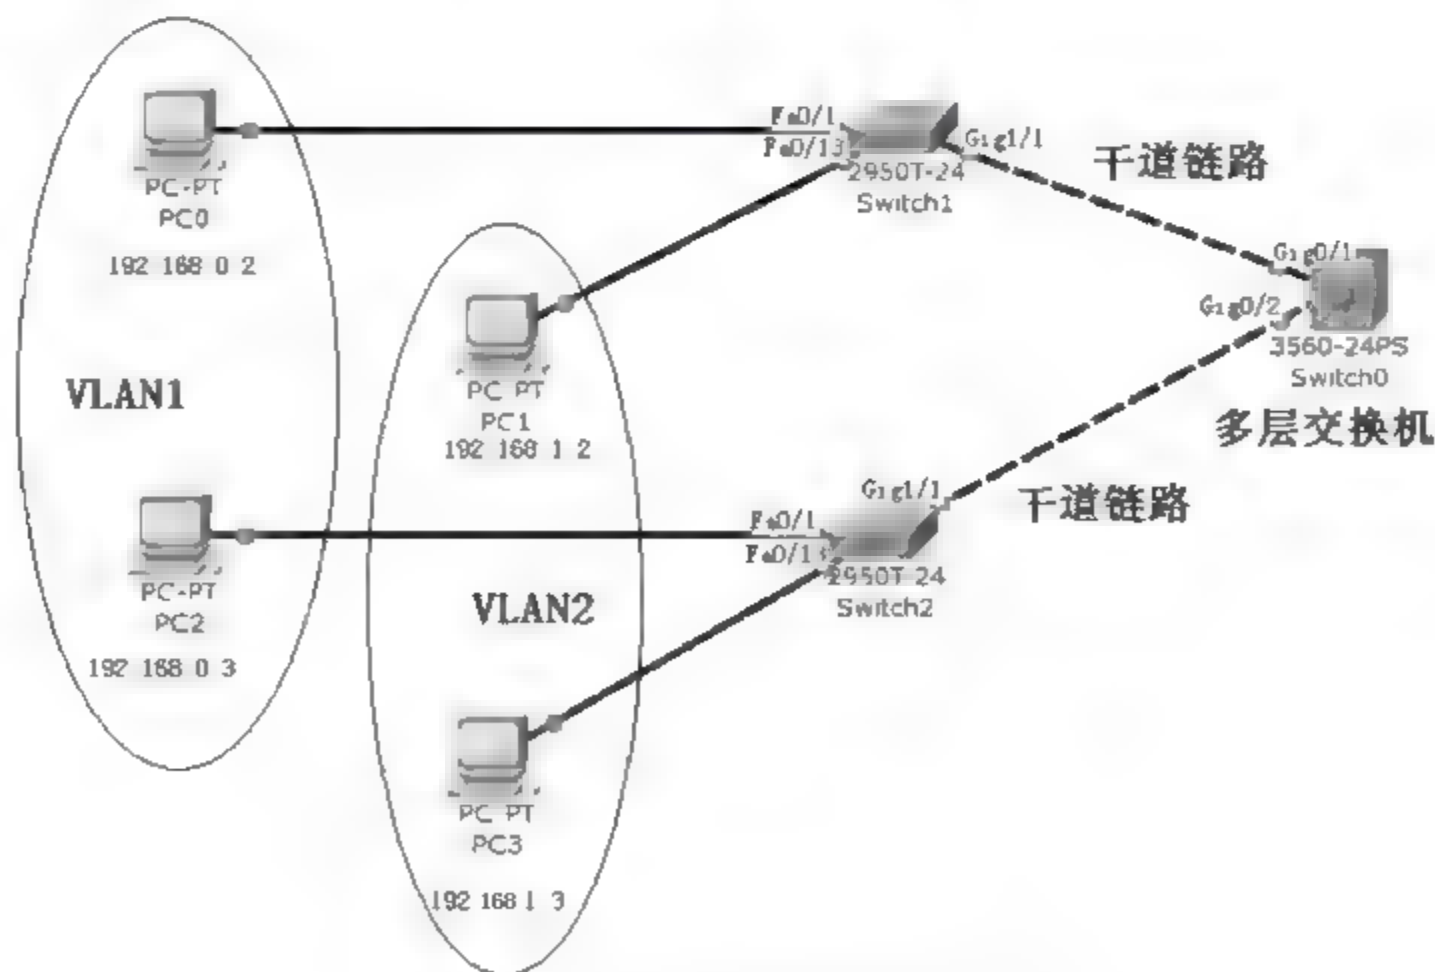 Fa0/1
Fa0/13
Gig1/1
干道链路
PC-PT
PC0
192 168 0 2
2950T-24
Switch1
Gig0/1
Gig0/2
3560-24PS
Switch0
多层交换机
VLAN1
PC-PT
PC1
192 168 1 2
Gig1/1
干道链路
Fa0/1
Fa0/13
2950T-24
Switch2
PC-PT
PC2
192 168 0 3
VLAN2
PC-PT
PC3
192 168 1 3